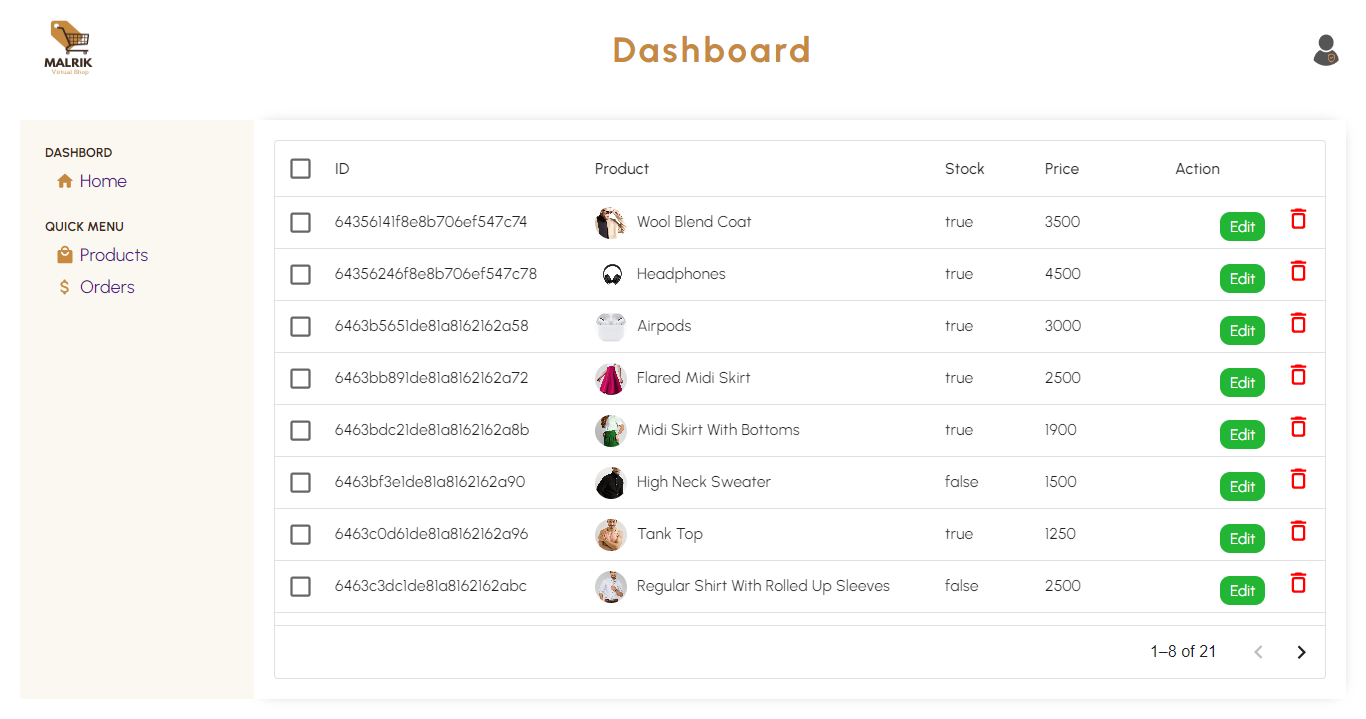 MALRIK
Virtual Shop
Dashboard
DASHBORD
Home
QUICK MENU
Products
Orders
ID Product Stock Price Action
64356141f8e8b706ef547c74 Wool Blend Coat true 3500 Edit
64356246f8e8b706ef547c78 Headphones true 4500 Edit
6463b5651de81a8162162a58 Airpods true 3000 Edit
6463bb891de81a8162162a72 Flared Midi Skirt true 2500 Edit
6463bdc21de81a8162162a8b Midi Skirt With Bottoms true 1900 Edit
6463bf3e1de81a8162162a90 High Neck Sweater false 1500 Edit
6463c0d61de81a8162162a96 Tank Top true 1250 Edit
6463c3dc1de81a8162162abc Regular Shirt With Rolled Up Sleeves false 2500 Edit
1–8 of 21